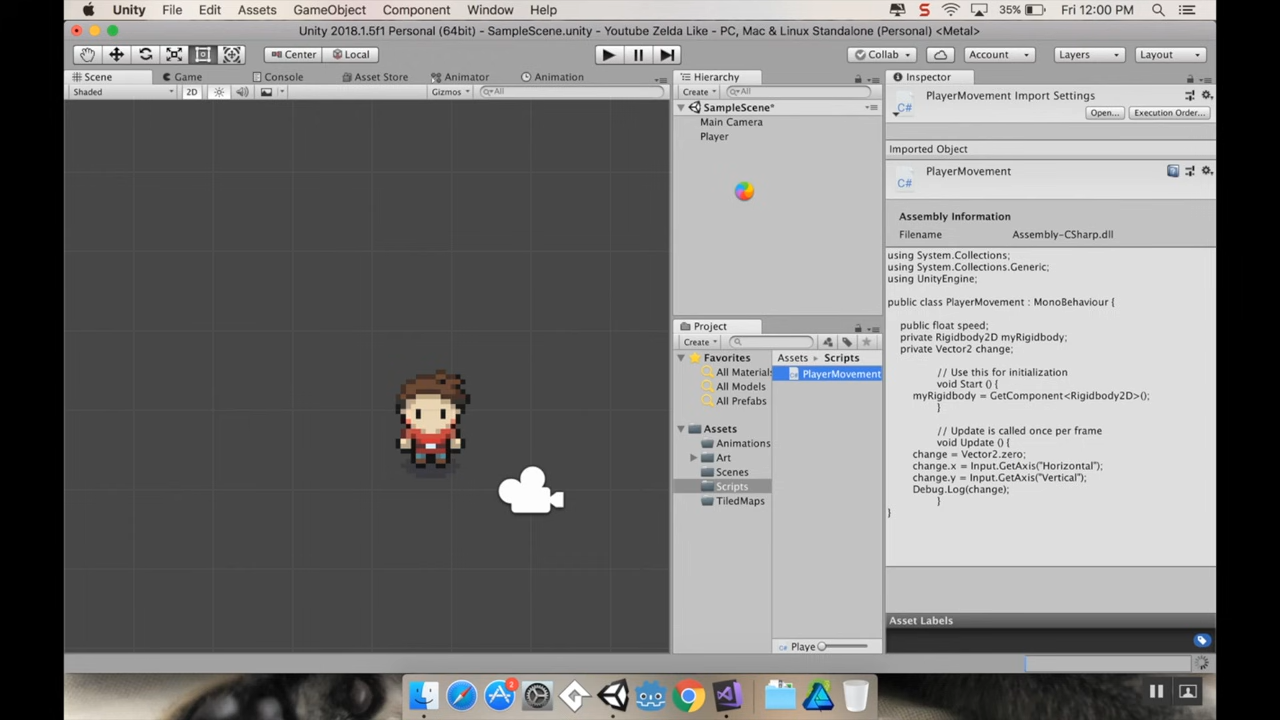 Unity File Edit Assets GameObject Component Window Help S 35% Fri 12:00 PM
Unity 2018.1.5f1 Personal (64bit) - SampleScene.unity - Youtube Zelda Like - PC, Mac & Linux Standalone (Personal) <Metal>
Center Local Collab Account Layers Layout
Scene Game Console Asset Store Animator Animation
Shaded 2D Gizmos All
Hierarchy
Create All
SampleScene*
Main Camera
Player
Project
Create
Favorites
All Materials
All Models
All Prefabs
Assets
Animations
Art
Scenes
Scripts
TiledMaps
Assets Scripts
C# PlayerMovement
C# Playe
Inspector
C# PlayerMovement Import Settings
Open... Execution Order...
Imported Object
C# PlayerMovement
Assembly Information
Filename Assembly-CSharp.dll
using System.Collections;
using System.Collections.Generic;
using UnityEngine;
public class PlayerMovement : MonoBehaviour {
public float speed;
private Rigidbody2D myRigidbody;
private Vector2 change;
// Use this for initialization
void Start () {
myRigidbody = GetComponent<Rigidbody2D>();
}
// Update is called once per frame
void Update () {
change = Vector2.zero;
change.x = Input.GetAxis("Horizontal");
change.y = Input.GetAxis("Vertical");
Debug.Log(change);
}
}
Asset Labels
2